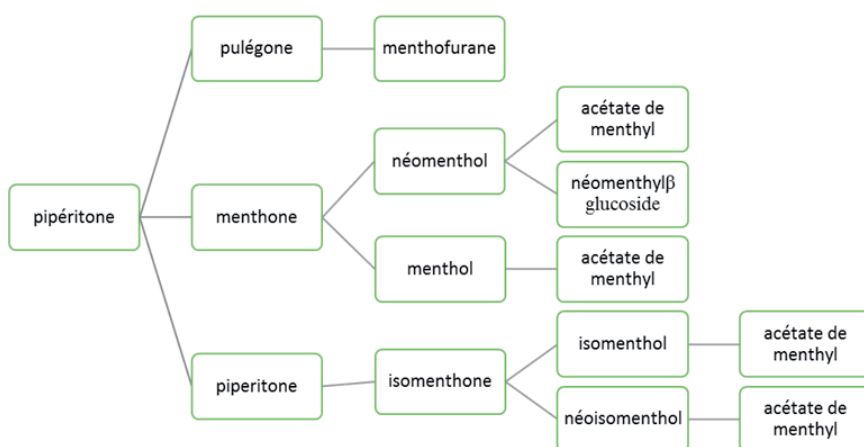 pulégone
menthofurane
pipéritone
menthone
néomenthol
acétate de
menthyl
néomenthylβ
glucoside
menthol
acétate de
menthyl
piperitone
isomenthone
isomenthol
acétate de
menthyl
néoisomenthol
acétate de
menthyl